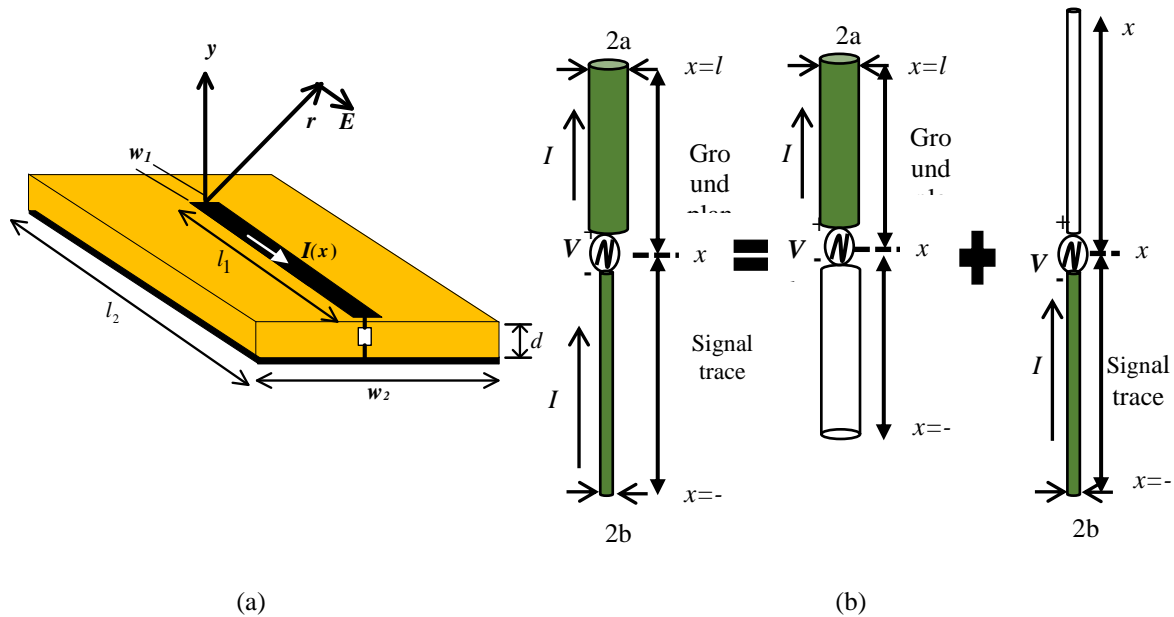 y
r
E
w1
I(x)
l1
l2
d
w2
(a)
2a
x=l
I
Gro
und
V
+
-
x
I
Signal
trace
x=-
2b
2a
x=l
I
Gro
und
V
+
-
x
x=-
x
V
+
-
x
I
Signal
trace
x=-
2b
(b)